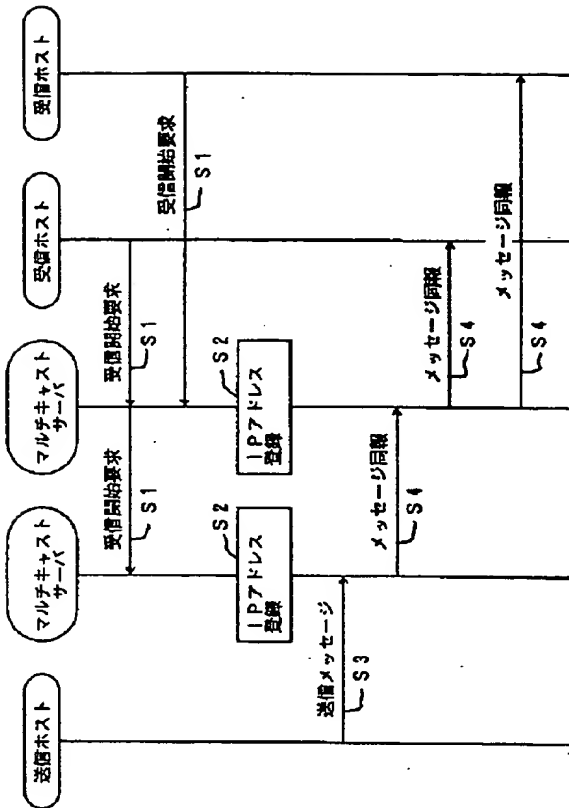 送信ホスト
マルチキャスト
サーバ
マルチキャスト
サーバ
受信ホスト
受信ホスト
受信開始要求
S1
受信開始要求
S1
受信開始要求
S1
IPアドレス
登録
S2
IPアドレス
登録
S2
送信メッセージ
S3
メッセージ同報
S4
メッセージ同報
S4
メッセージ同報
S4